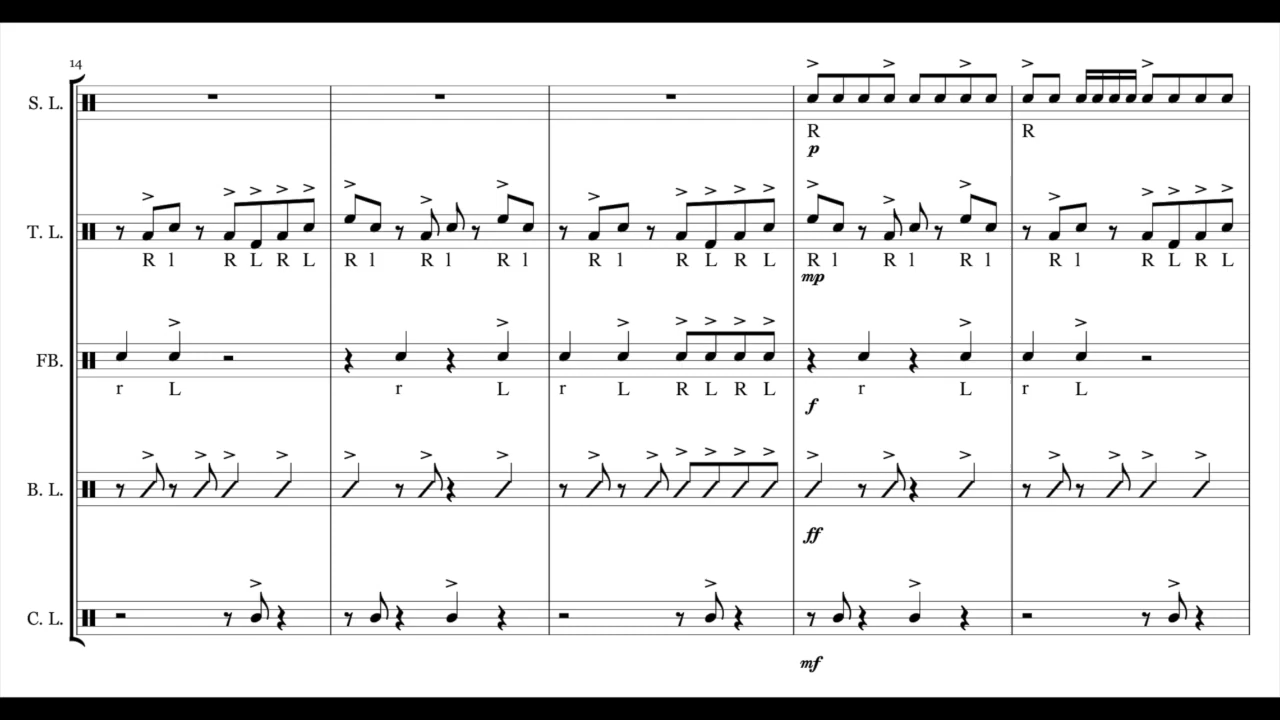 14
S. L.
R R
p
T. L.
R l R L R L R l R l R l R l R L R L R l R l R l R l R L R L
mp
FB.
r L r L r L R L R L r L r L
f
B. L.
ff
C. L.
mf